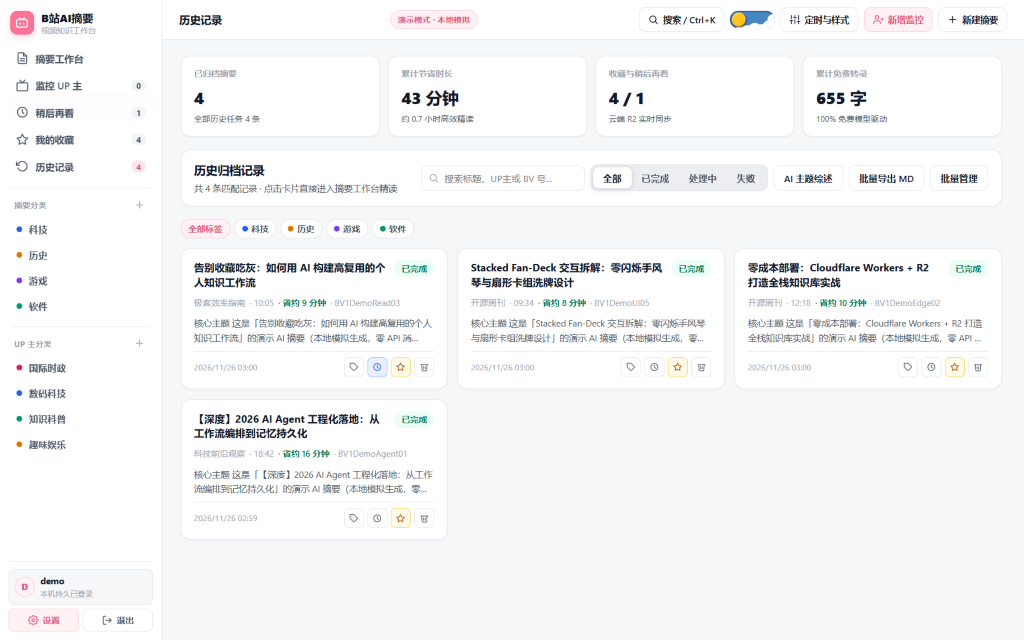 B站AI摘要
视频知识工作台
摘要工作台
监控 UP 主 0
稍后再看 1
我的收藏 4
历史记录 4
摘要分类
科技
历史
游戏
软件
UP 主分类
国际时政
数码科技
知识科普
趣味娱乐
D demo
本机持久已登录
设置 退出
历史记录
演示模式 · 本地模拟
搜索 / Ctrl+K
定时与样式
新增监控
新建摘要
已归档摘要
4
全部历史任务 4 条
累计节省时长
43 分钟
约 0.7 小时高效精读
收藏与稍后再看
4 / 1
云端 R2 实时同步
累计免费转录
655 字
100% 免费模型驱动
历史归档记录
共 4 条匹配记录 · 点击卡片直接进入摘要工作台精读
搜索标题、UP主或 BV 号...
全部 已完成 处理中 失败
AI 主题综述
批量导出 MD
批量管理
全部标签 科技 历史 游戏 软件
告别收藏吃灰：如何用 AI 构建高复用的个人知识工作流
已完成
极客效率指南 · 10:05 · 省约 9 分钟 · BV1DemoRead03
核心主题 这是「告别收藏吃灰：如何用 AI 构建高复用的个人
知识工作流」的演示 AI 摘要（本地模拟生成，零 API 消...
2026/11/26 03:00
Stacked Fan-Deck 交互拆解：零闪烁手风
琴与扇形卡组洗牌设计
已完成
开源周刊 · 09:34 · 省约 8 分钟 · BV1DemoUI05
核心主题 这是「Stacked Fan-Deck 交互拆解：零闪烁手风琴
与扇形卡组洗牌设计」的演示 AI 摘要（本地模拟生成，零...
2026/11/26 03:00
零成本部署：Cloudflare Workers + R2
打造全栈知识库实战
已完成
开源周刊 · 12:18 · 省约 10 分钟 · BV1DemoEdge02
核心主题 这是「零成本部署：Cloudflare Workers + R2 打造
全栈知识库实战」的演示 AI 摘要（本地模拟生成，零 API ...
2026/11/26 03:00
【深度】2026 AI Agent 工程化落地：从
工作流编排到记忆持久化
已完成
科技前沿观察 · 18:42 · 省约 16 分钟 · BV1DemoAgent01
核心主题 这是「【深度】2026 AI Agent 工程化落地：从工作
流编排到记忆持久化」的演示 AI 摘要（本地模拟生成，零...
2026/11/26 02:59